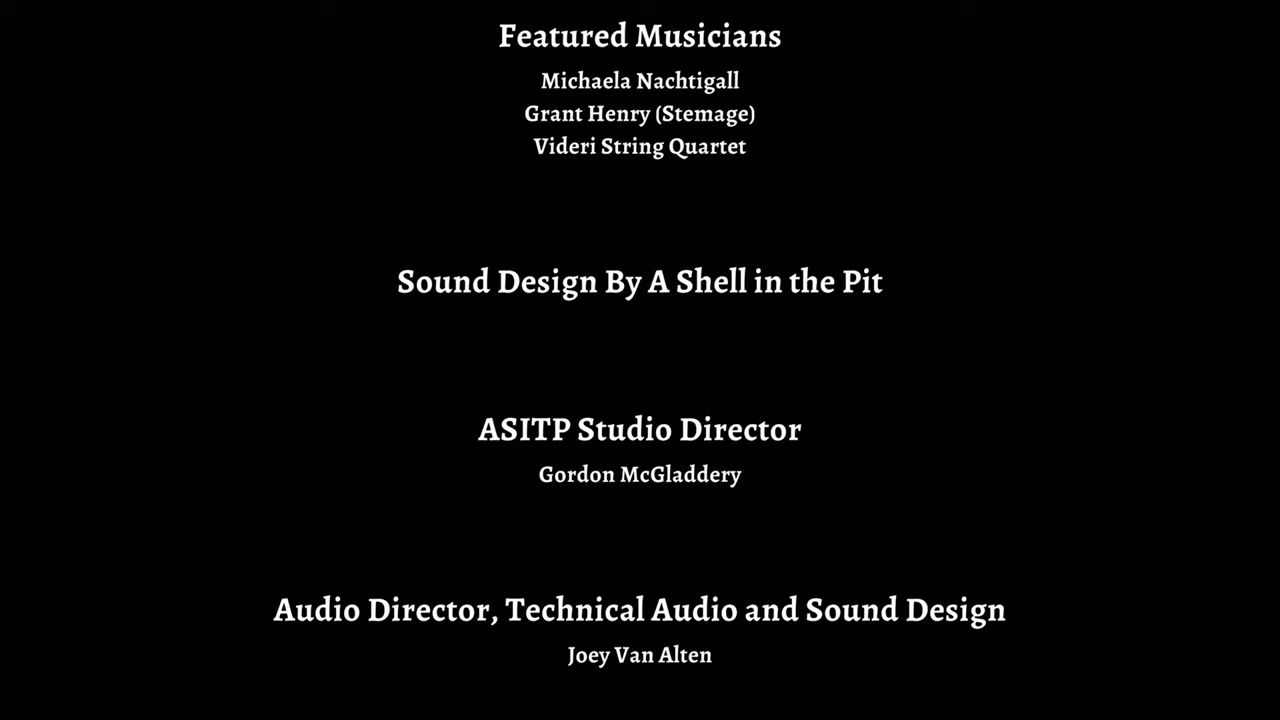 Featured Musicians
Michaela Nachtigall
Grant Henry (Stemage)
Videri String Quartet
Sound Design By A Shell in the Pit
ASITP Studio Director
Gordon McGladdery
Audio Director, Technical Audio and Sound Design
Joey Van Alten